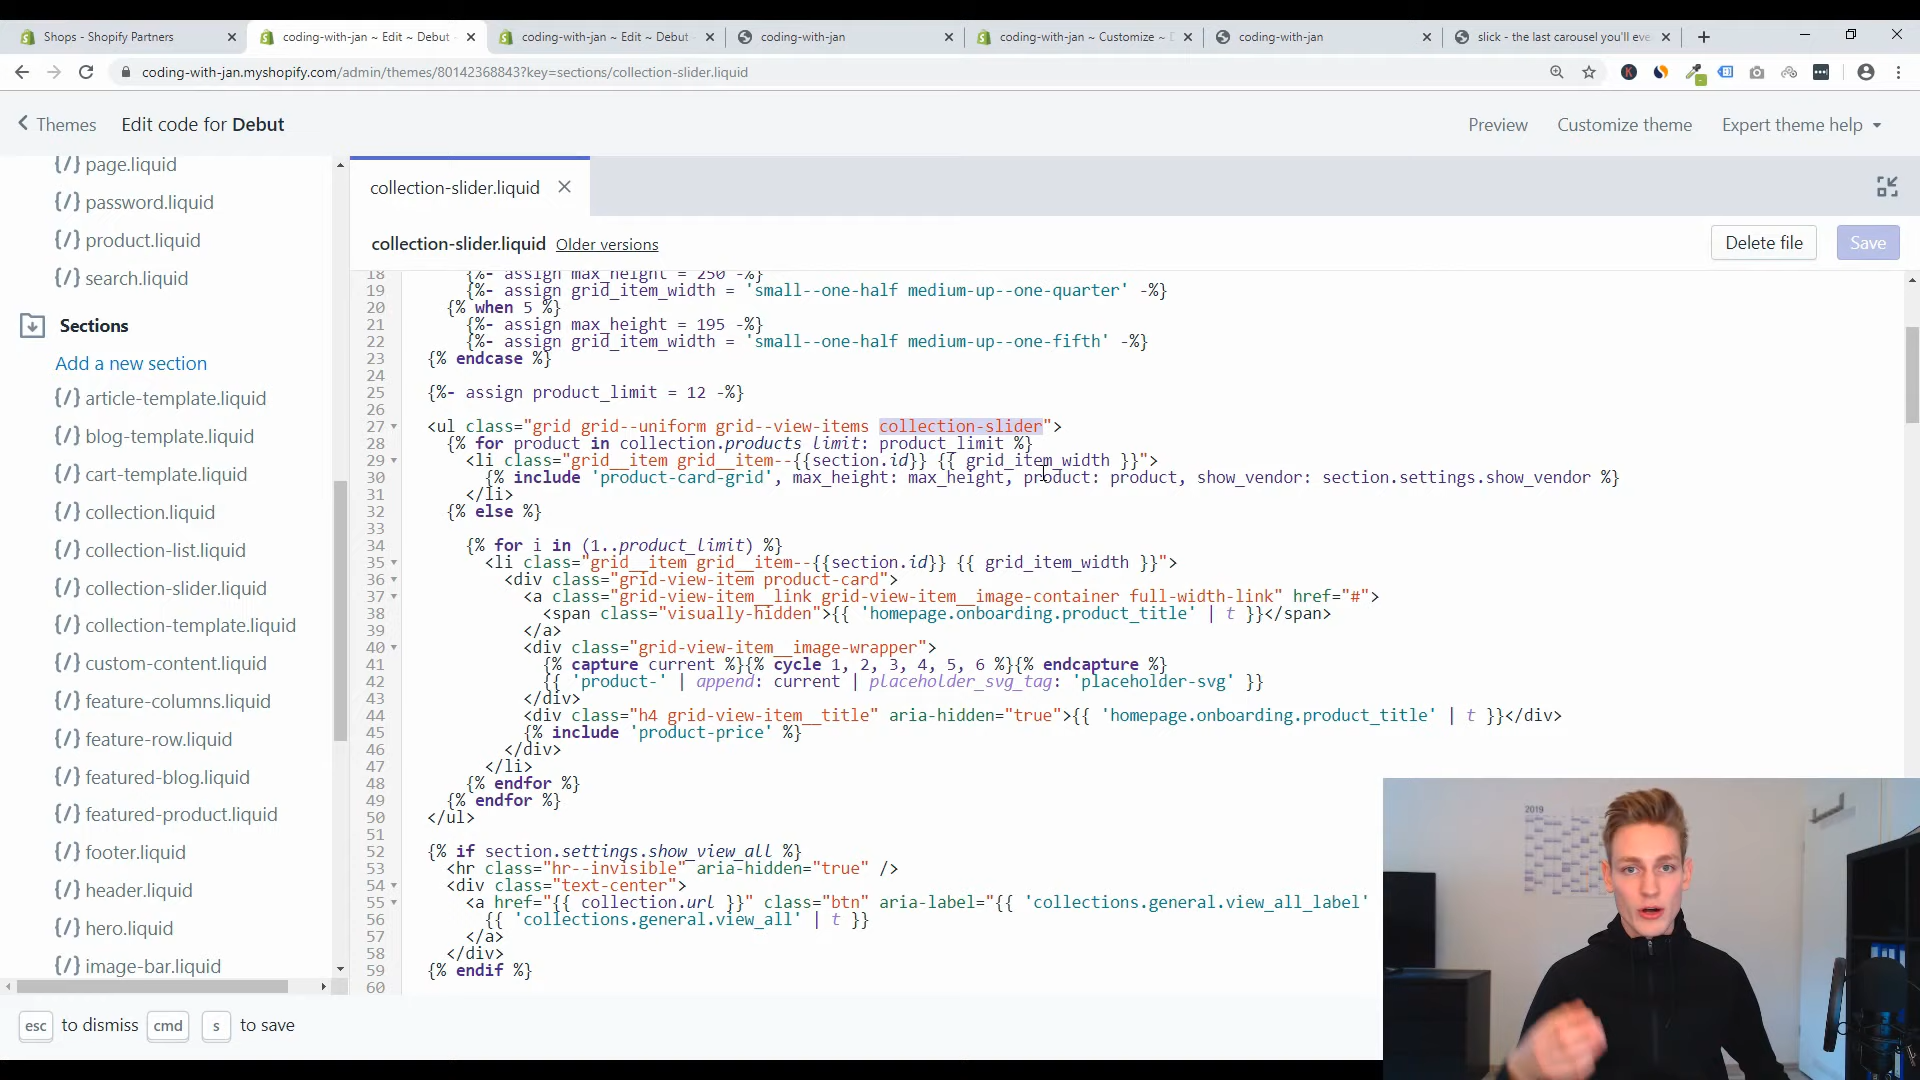 Shops - Shopify Partners
coding-with-jan ~ Edit ~ Debut
coding-with-jan ~ Edit ~ Debut
coding-with-jan
coding-with-jan ~ Customize ~ D
coding-with-jan
slick - the last carousel you'll eve
coding-with-jan.myshopify.com/admin/themes/80142368843?key=sections/collection-slider.liquid
Themes
Edit code for Debut
Preview
Customize theme
Expert theme help
{/} page.liquid
{/} password.liquid
{/} product.liquid
{/} search.liquid
Sections
Add a new section
{/} article-template.liquid
{/} blog-template.liquid
{/} cart-template.liquid
{/} collection.liquid
{/} collection-list.liquid
{/} collection-slider.liquid
{/} collection-template.liquid
{/} custom-content.liquid
{/} feature-columns.liquid
{/} feature-row.liquid
{/} featured-blog.liquid
{/} featured-product.liquid
{/} footer.liquid
{/} header.liquid
{/} hero.liquid
{/} image-bar.liquid
collection-slider.liquid
collection-slider.liquid Older versions
Delete file
Save
18 {%- assign max_height = 250 -%}
19 {%- assign grid_item_width = 'small--one-half medium-up--one-quarter' -%}
20 {% when 5 %}
21 {%- assign max_height = 195 -%}
22 {%- assign grid_item_width = 'small--one-half medium-up--one-fifth' -%}
23 {% endcase %}
24
25 {%- assign product_limit = 12 -%}
26
27 <ul class="grid grid--uniform grid--view-items collection-slider">
28 {% for product in collection.products limit: product_limit %}
29 <li class="grid__item grid__item--{{section.id}} {{ grid_item_width }}">
30 {% include 'product-card-grid', max_height: max_height, product: product, show_vendor: section.settings.show_vendor %}
31 </li>
32 {% else %}
33
34 {% for i in (1..product_limit) %}
35 <li class="grid__item grid__item--{{section.id}} {{ grid_item_width }}">
36 <div class="grid-view-item product-card">
37 <a class="grid-view-item__link grid-view-item__image-container full-width-link" href="#">
38 <span class="visually-hidden">{{ 'homepage.onboarding.product_title' | t }}</span>
39 </a>
40 <div class="grid-view-item__image-wrapper">
41 {% capture current %}{% cycle 1, 2, 3, 4, 5, 6 %}{% endcapture %}
42 {{ 'product-' | append: current | placeholder_svg_tag: 'placeholder-svg' }}
43 </div>
44 <div class="h4 grid-view-item__title" aria-hidden="true">{{ 'homepage.onboarding.product_title' | t }}</div>
45 {% include 'product-price' %}
46 </div>
47 </li>
48 {% endfor %}
49 {% endfor %}
50 </ul>
51
52 {% if section.settings.show_view_all %}
53 <hr class="hr--invisible" aria-hidden="true" />
54 <div class="text-center">
55 <a href="{{ collection.url }}" class="btn" aria-label="{{ 'collections.general.view_all_label'
56 {{ 'collections.general.view_all' | t }}
57 </a>
58 </div>
59 {% endif %}
60
esc to dismiss cmd s to save
2019